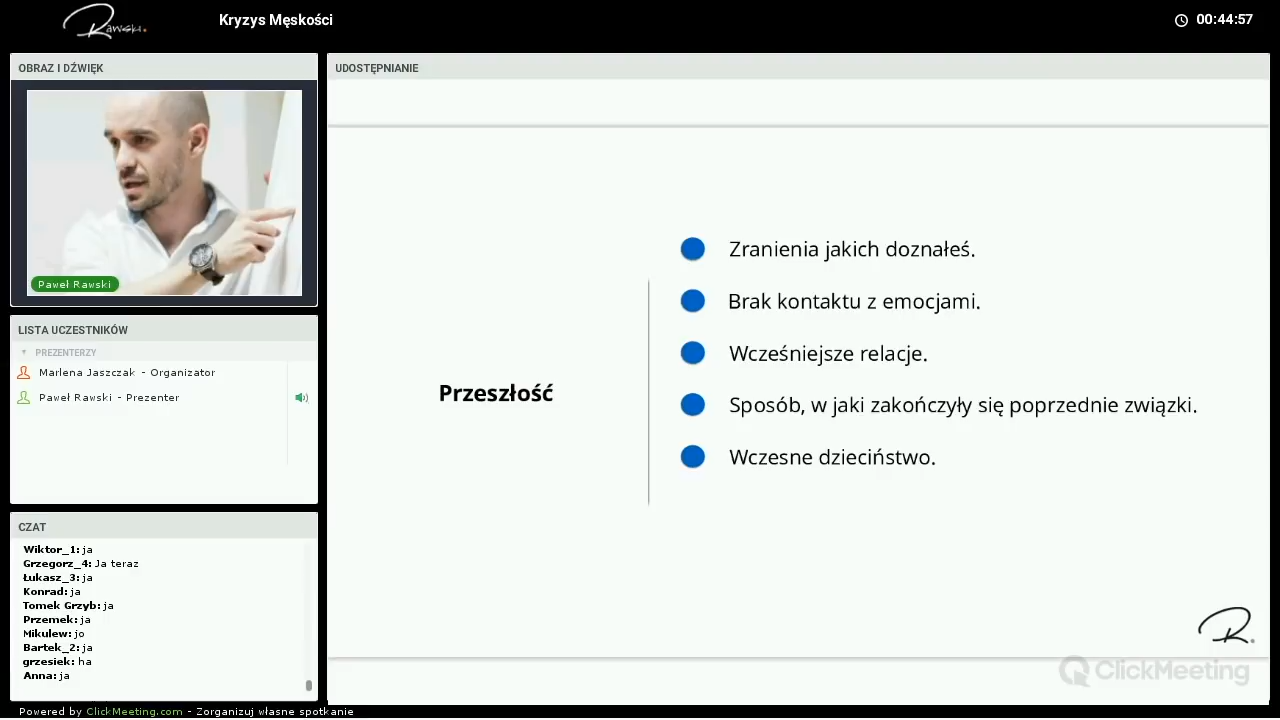 Rawski.
Kryzys Męskości
00:44:57
OBRAZ I DŹWIĘK
Paweł Rawski
LISTA UCZESTNIKÓW
PREZENTERZY
Marlena Jaszczak - Organizator
Paweł Rawski - Prezenter
CZAT
Wiktor_1: ja
Grzegorz_4: Ja teraz
Łukasz_3: ja
Konrad: ja
Tomek Grzyb: ja
Przemek: ja
Mikulew: jo
Bartek_2: ja
grzesiek: ha
Anna: ja
UDOSTĘPNIANIE
Przeszłość
Zranienia jakich doznałeś.
Brak kontaktu z emocjami.
Wcześniejsze relacje.
Sposób, w jaki zakończyły się poprzednie związki.
Wczesne dzieciństwo.
R.
ClickMeeting
Powered by ClickMeeting.com - Zorganizuj własne spotkanie